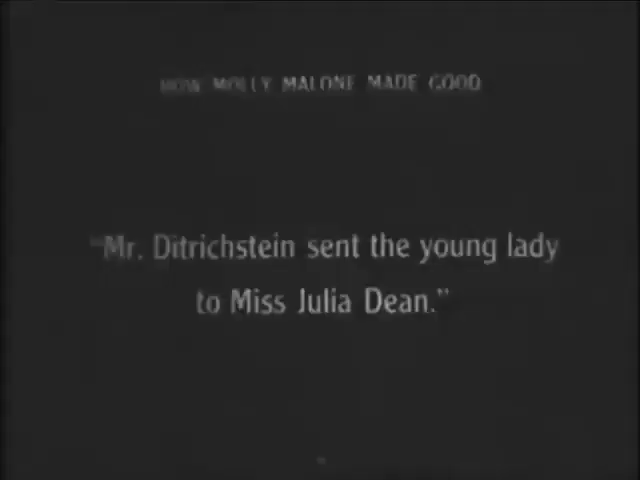 HOW MOLLY MALONE MADE GOOD
"Mr. Ditrichstein sent the young lady
to Miss Julia Dean."